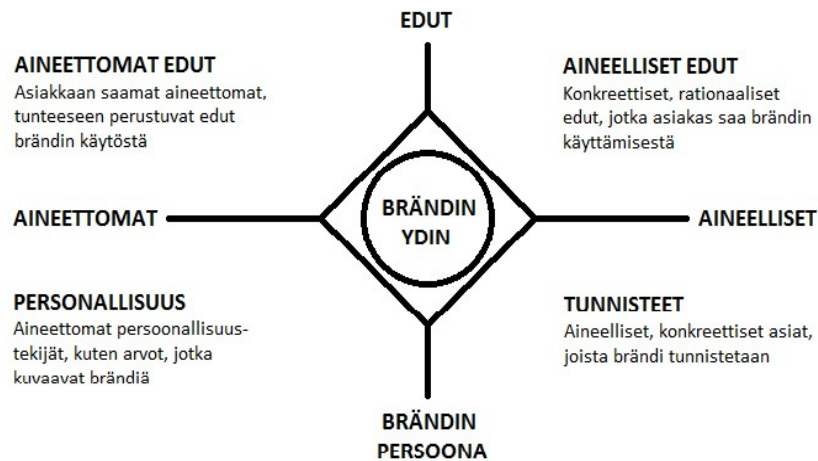 EDUT
AINEETTOMAT EDUT
Asiakkaan saamat aineettomat,
tunteeseen perustuvat edut
brändin käytöstä
AINEELLISET EDUT
Konkreettiset, rationaaliset
edut, jotka asiakas saa brändin
käyttämisestä
AINEETTOMAT
BRÄNDIN
YDIN
AINEELLISET
PERSONALLISUUS
Aineettomat persoonallisuus-
tekijät, kuten arvot, jotka
kuvaavat brändiä
TUNNISTEET
Aineelliset, konkreettiset asiat,
joista brändi tunnistetaan
BRÄNDIN
PERSOONA